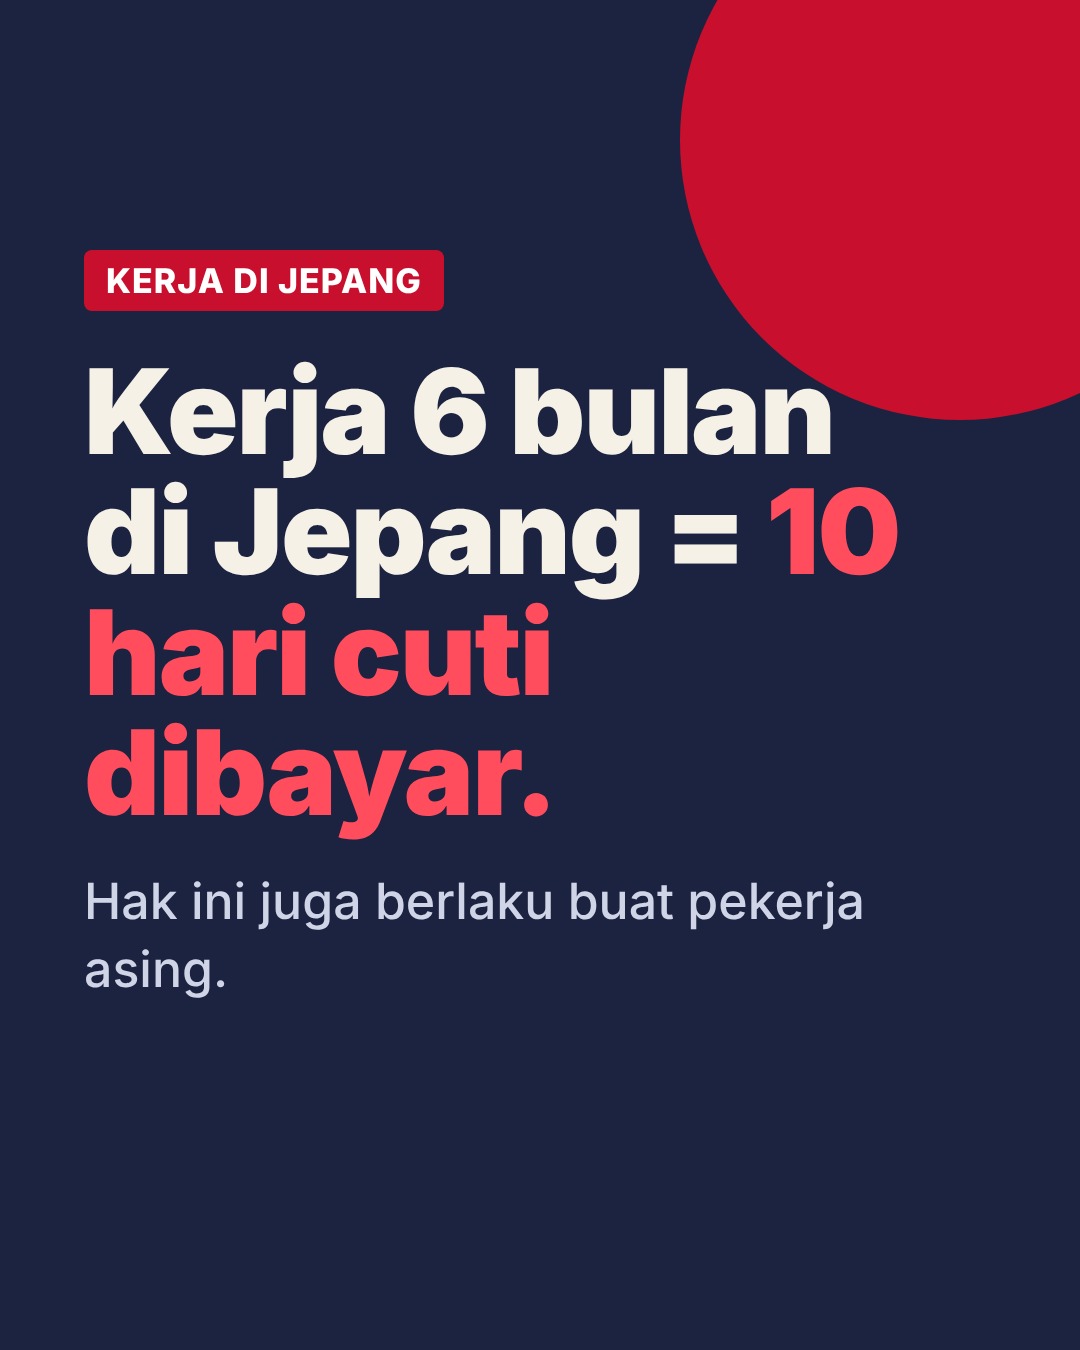 KERJA DI JEPANG
Kerja 6 bulan
di Jepang = 10
hari cuti
dibayar.
Hak ini juga berlaku buat pekerja
asing.